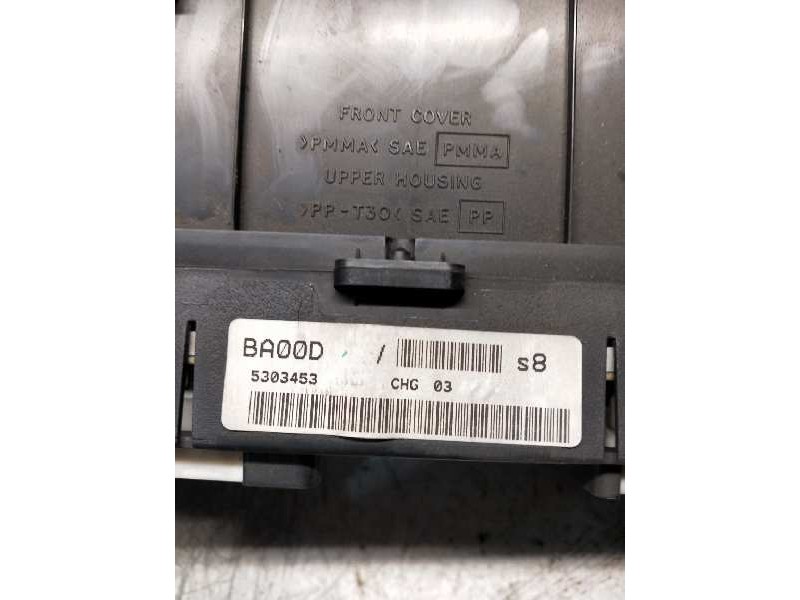 FRONT COVER
>PMMA< SAE PMMA
UPPER HOUSING
>PP-T30< SAE PP
BA00D / s8
5303453 CHG 03